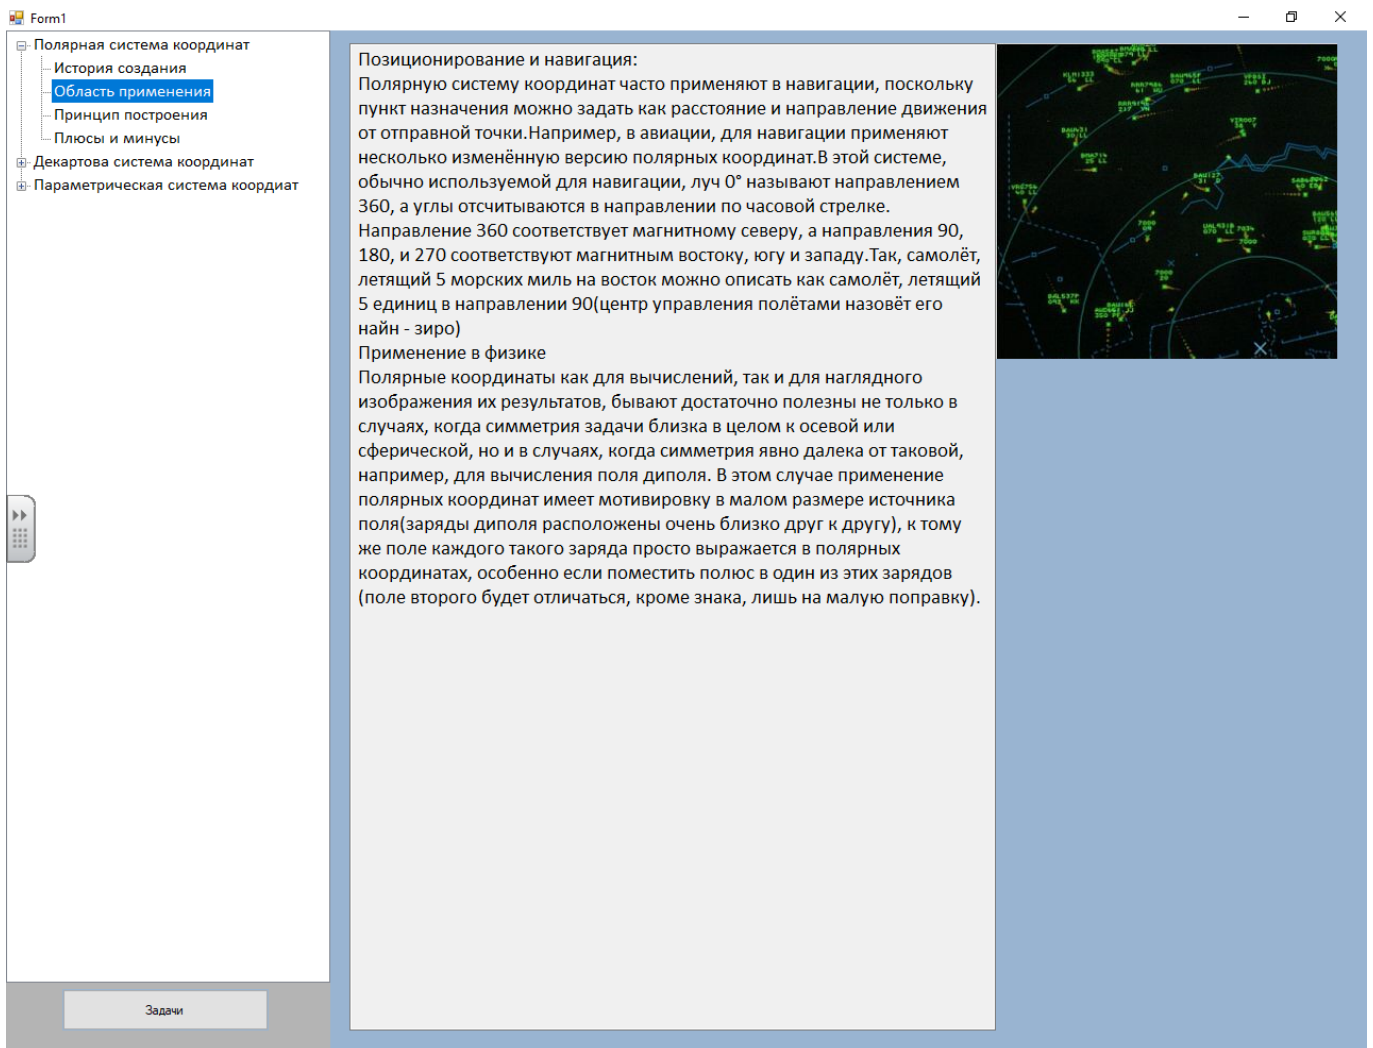 Form1
Полярная система координат
История создания
Область применения
Принцип построения
Плюсы и минусы
Декартова система координат
Параметрическая система коордиат
Задачи
Позиционирование и навигация:
Полярную систему координат часто применяют в навигации, поскольку
пункт назначения можно задать как расстояние и направление движения
от отправной точки.Например, в авиации, для навигации применяют
несколько изменённую версию полярных координат.В этой системе,
обычно используемой для навигации, луч 0° называют направлением
360, а углы отсчитываются в направлении по часовой стрелке.
Направление 360 соответствует магнитному северу, а направления 90,
180, и 270 соответствуют магнитным востоку, югу и западу.Так, самолёт,
летящий 5 морских миль на восток можно описать как самолёт, летящий
5 единиц в направлении 90(центр управления полётами назовёт его
найн - зиро)
Применение в физике
Полярные координаты как для вычислений, так и для наглядного
изображения их результатов, бывают достаточно полезны не только в
случаях, когда симметрия задачи близка в целом к осевой или
сферической, но и в случаях, когда симметрия явно далека от таковой,
например, для вычисления поля диполя. В этом случае применение
полярных координат имеет мотивировку в малом размере источника
поля(заряды диполя расположены очень близко друг к другу), к тому
же поле каждого такого заряда просто выражается в полярных
координатах, особенно если поместить полюс в один из этих зарядов
(поле второго будет отличаться, кроме знака, лишь на малую поправку).
KLM1333
VIR007
7000
7000
7000